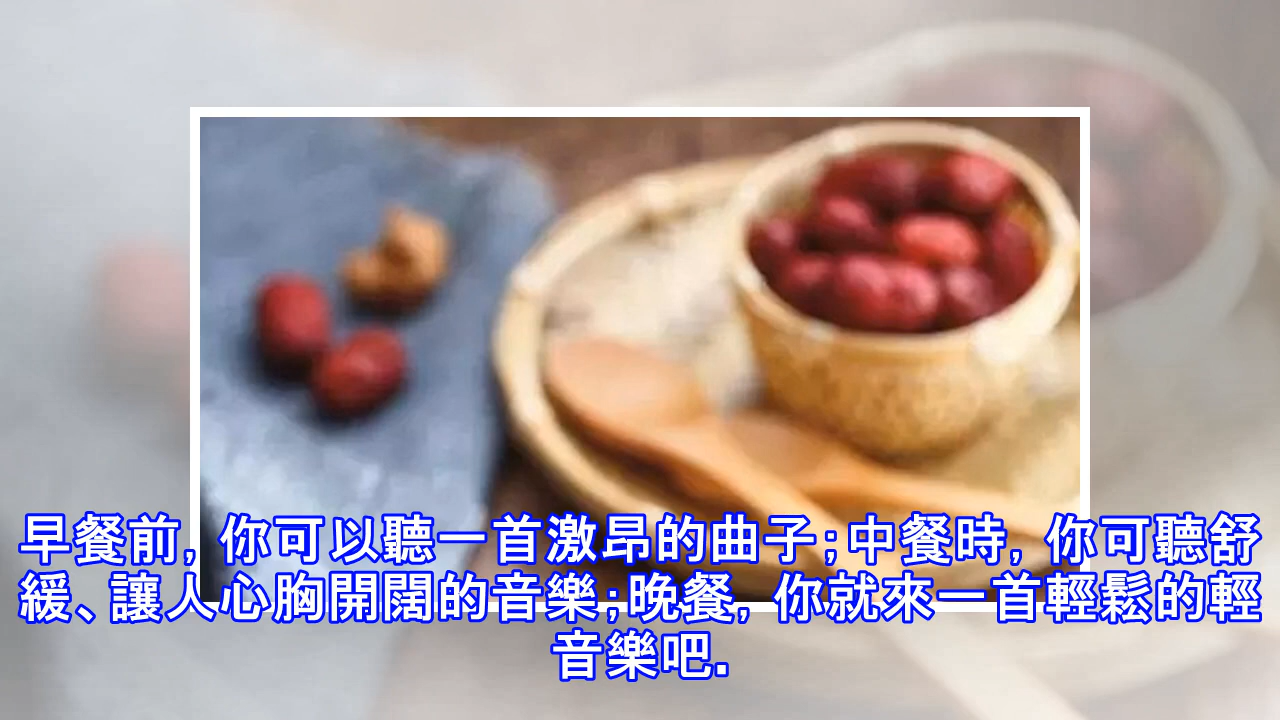 早餐前, 你可以聽一首激昂的曲子;中餐時, 你可聽舒
緩、讓人心胸開闊的音樂;晚餐, 你就來一首輕鬆的輕
音樂吧.